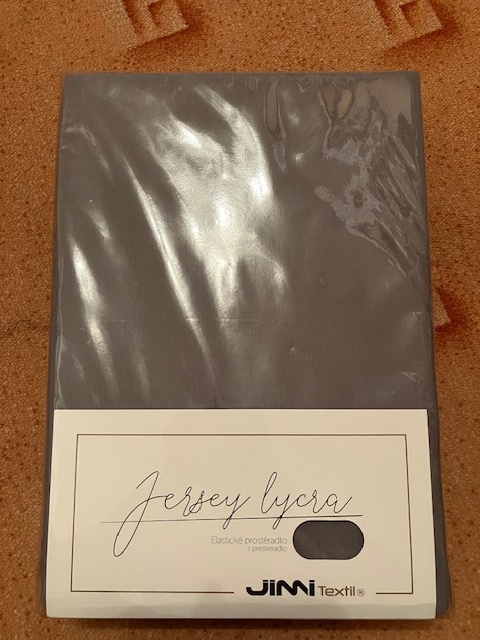 Jersey lycra
Elastické prostěradlo
/ prestieradlo
JiMi Textil®